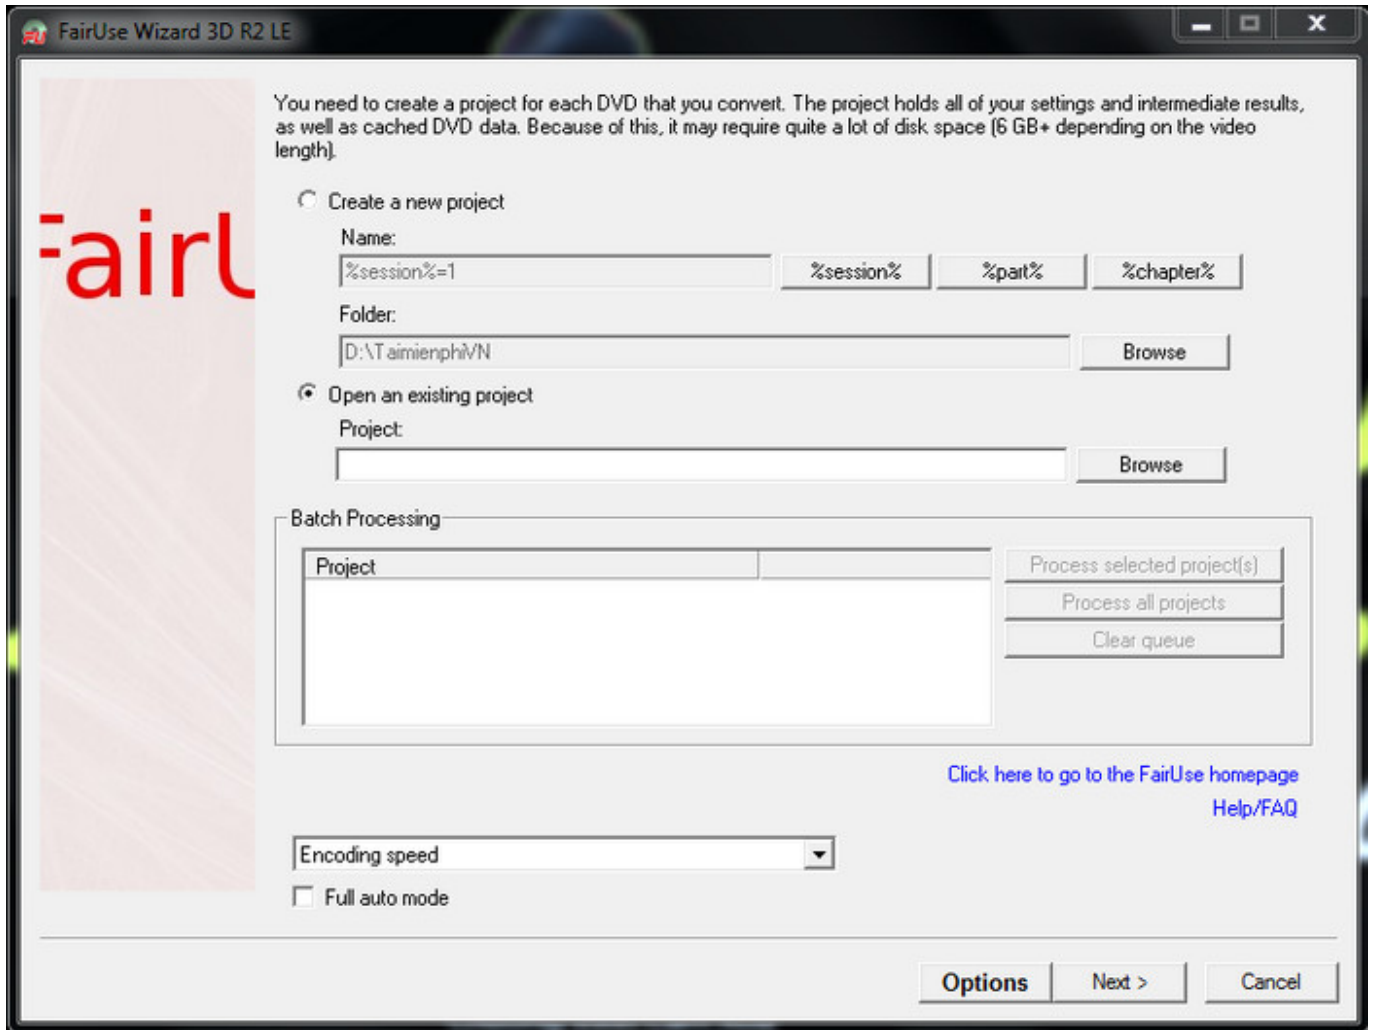 FairUse Wizard 3D R2 LE
You need to create a project for each DVD that you convert. The project holds all of your settings and intermediate results,
as well as cached DVD data. Because of this, it may require quite a lot of disk space (6 GB+ depending on the video
length).
FairU
Create a new project
Name:
%session%=1 %session% %part% %chapter%
Folder:
D:\TaimienphiVN Browse
Open an existing project
Project:
Browse
Batch Processing
Project Process selected project(s)
Process all projects
Clear queue
Click here to go to the FairUse homepage
Help/FAQ
Encoding speed
Full auto mode
Options Next > Cancel